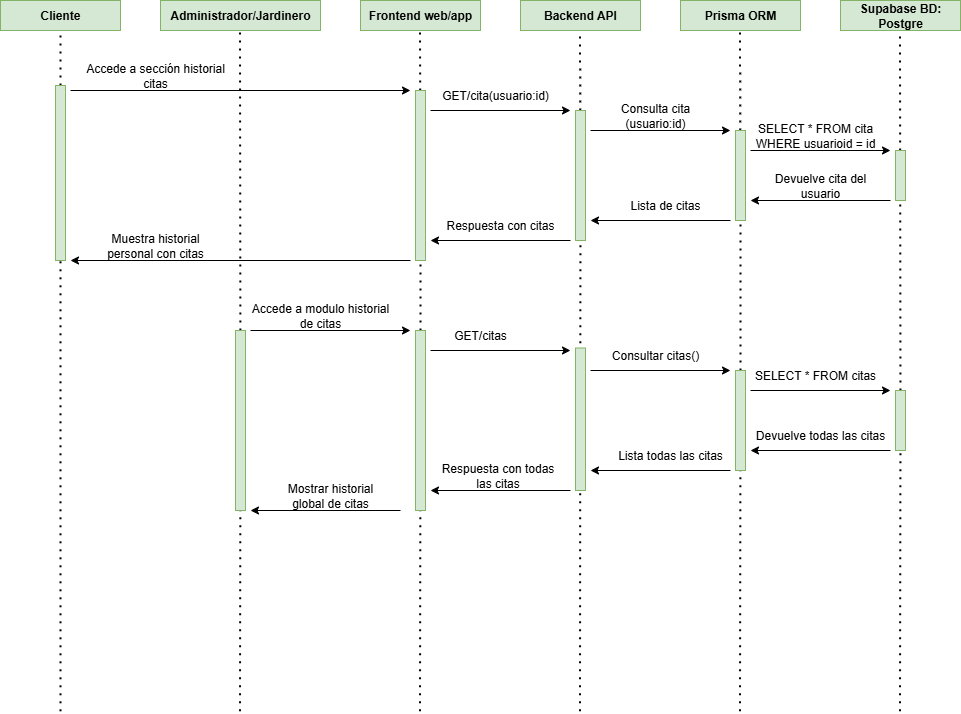 Cliente
Administrador/Jardinero
Frontend web/app
Backend API
Prisma ORM
Supabase BD:
Postgre
Accede a sección historial
citas
GET/cita(usuario:id)
Consulta cita
(usuario:id)
SELECT * FROM cita
WHERE usuarioid = id
Devuelve cita del
usuario
Lista de citas
Respuesta con citas
Muestra historial
personal con citas
Accede a modulo historial
de citas
GET/citas
Consultar citas()
SELECT * FROM citas
Devuelve todas las citas
Lista todas las citas
Respuesta con todas
las citas
Mostrar historial
global de citas